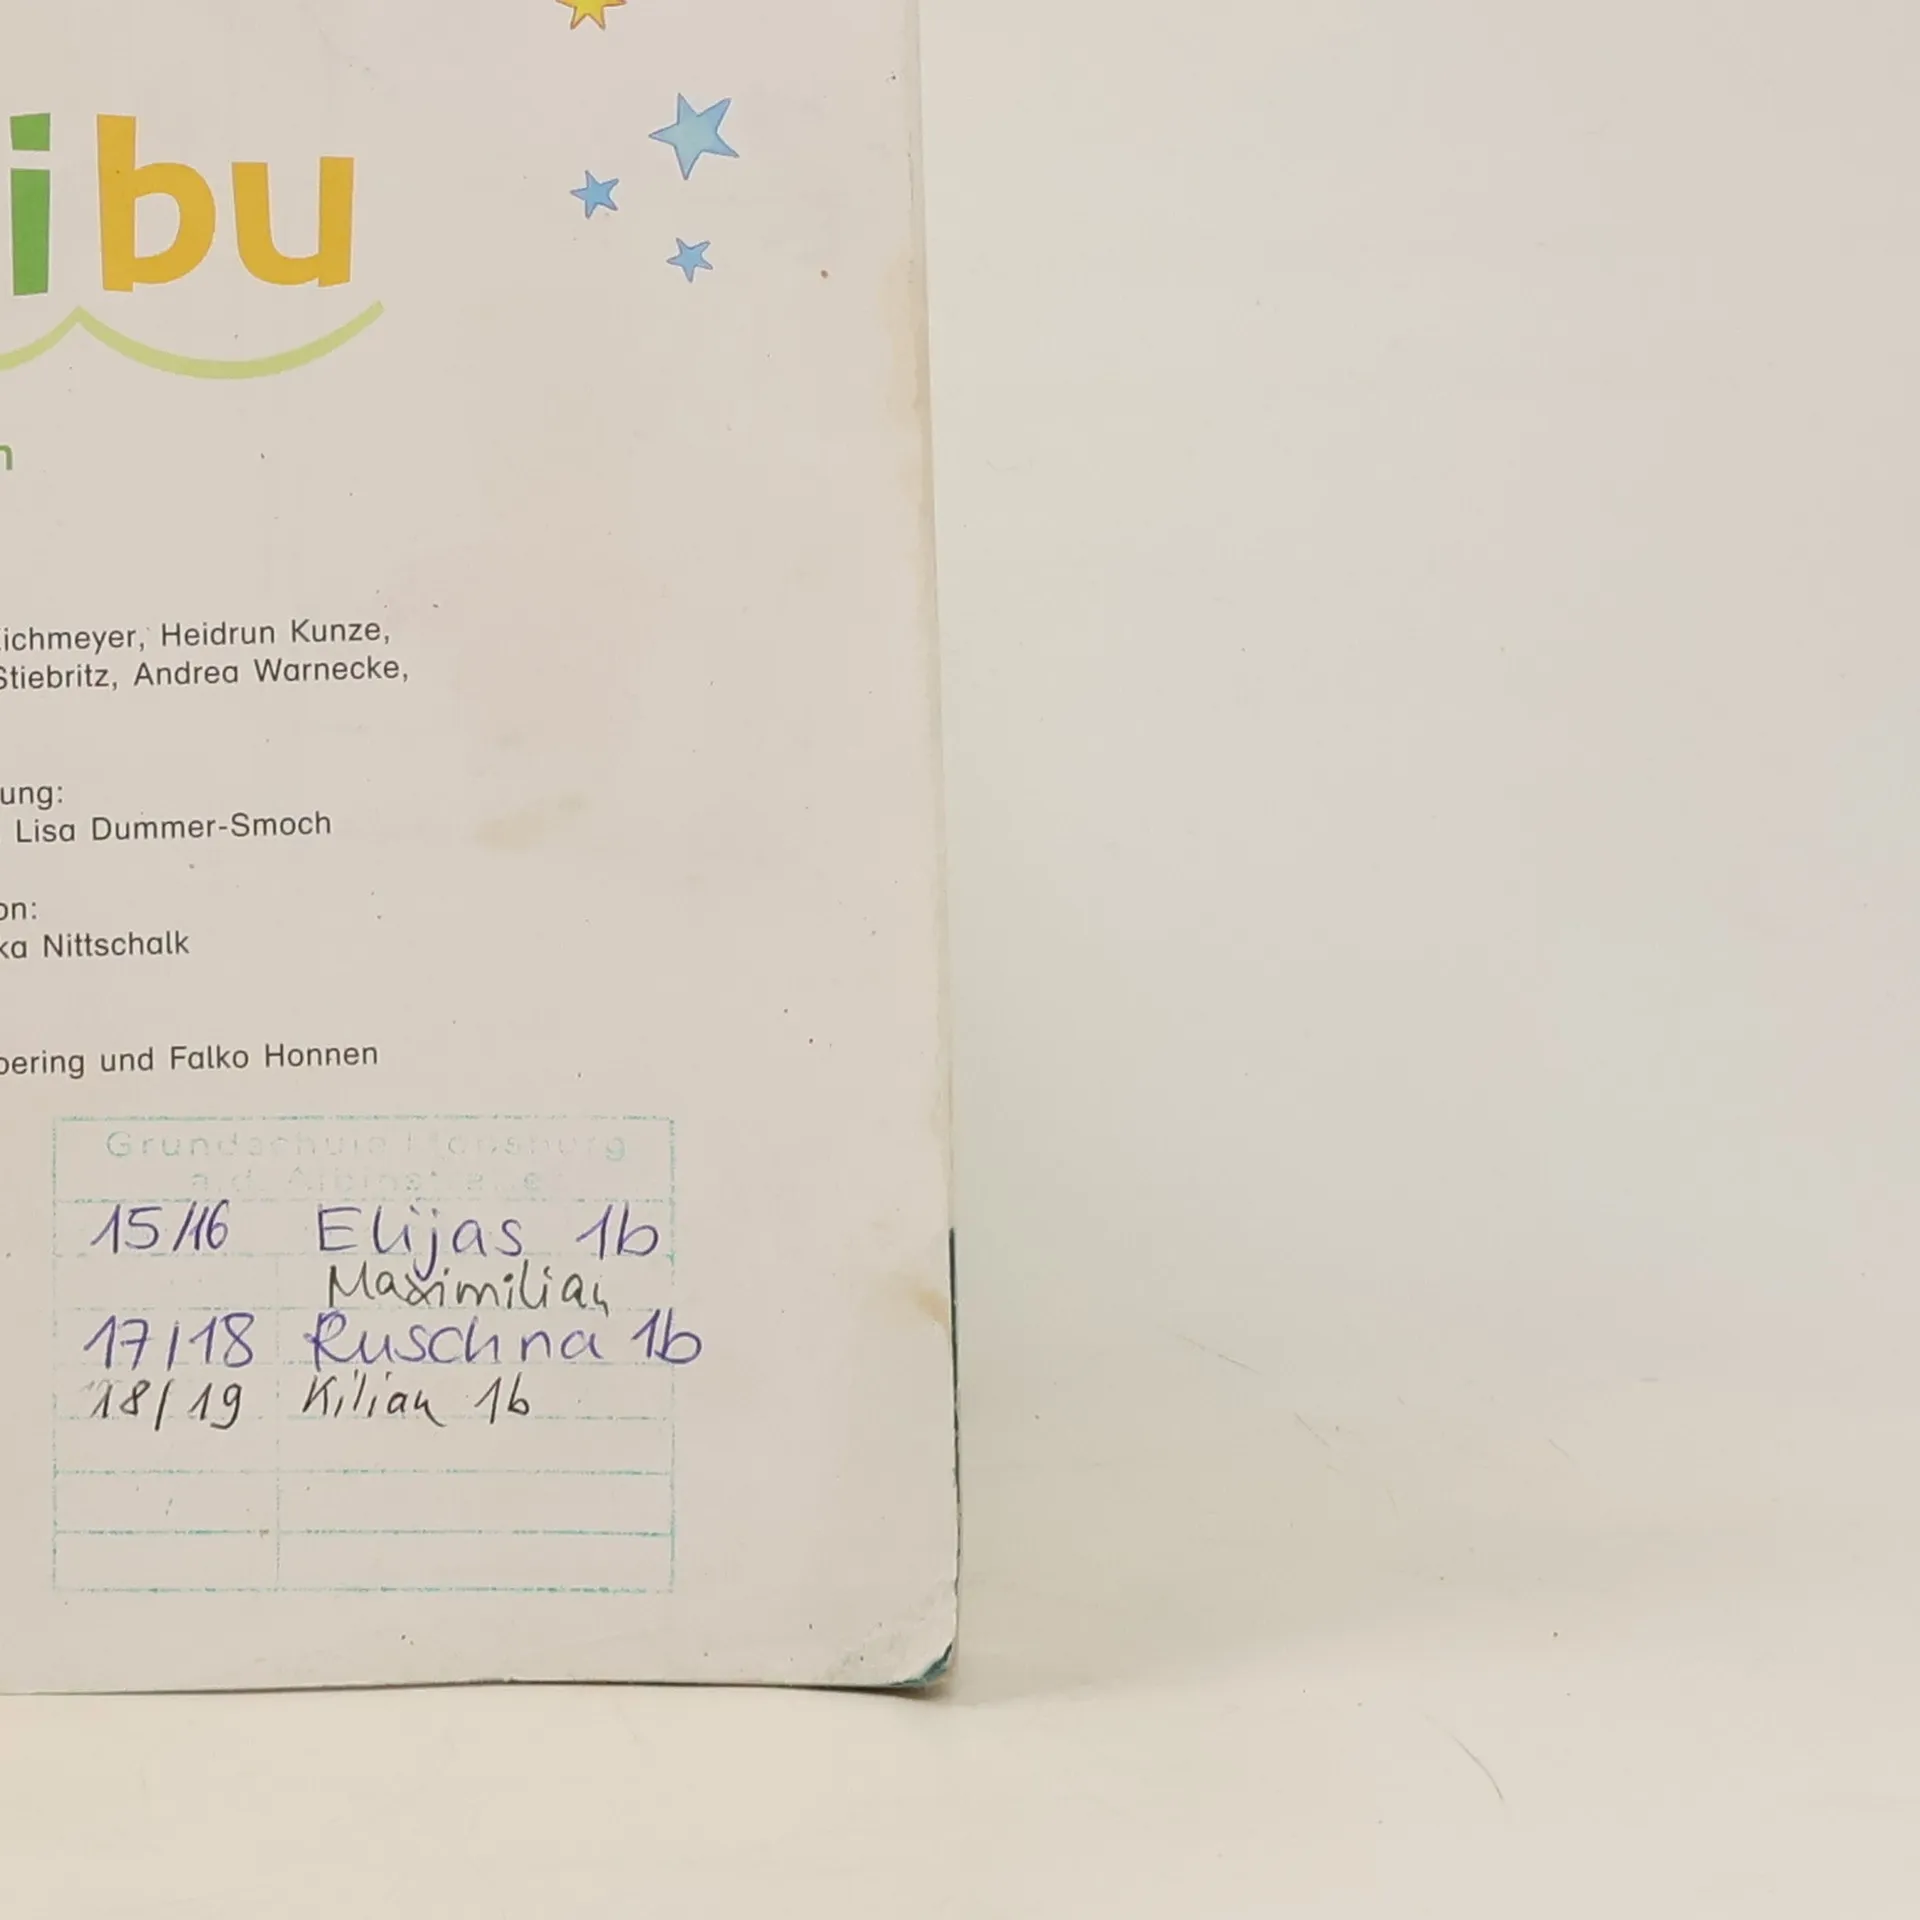 ibu
n
ichmeyer, Heidrun Kunze,
Stiebritz, Andrea Warnecke,
ung:
Lisa Dummer-Smoch
on:
ka Nittschalk
pering und Falko Honnen
Grundschule
a.d.
15/16 Elijas 1b
Maximilian
17/18 Ruschna 1b
18/19 Kilian 1b